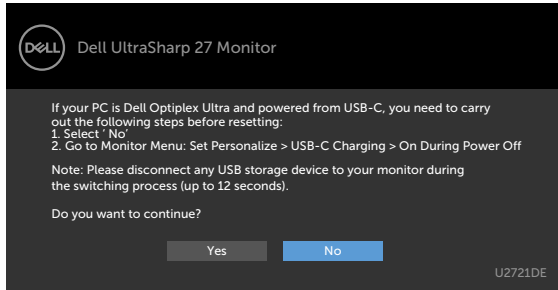 DELL Dell UltraSharp 27 Monitor
If your PC is Dell Optiplex Ultra and powered from USB-C, you need to carry
out the following steps before resetting:
1. Select ‘ No’
2. Go to Monitor Menu: Set Personalize > USB-C Charging > On During Power Off
Note: Please disconnect any USB storage device to your monitor during
the switching process (up to 12 seconds).
Do you want to continue?
Yes No
U2721DE